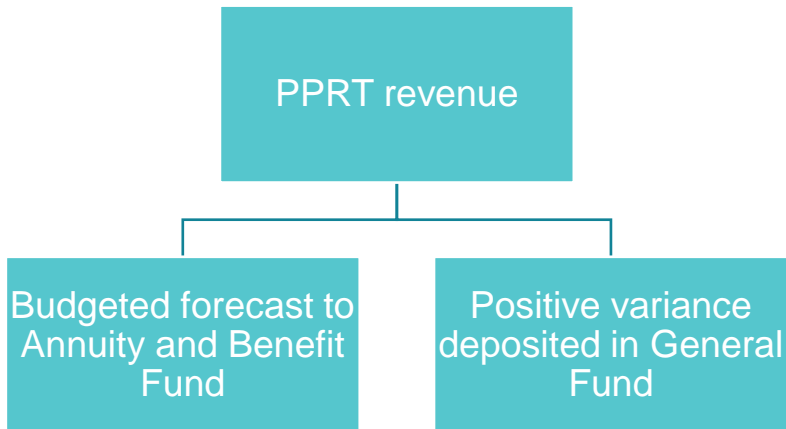 PPRT revenue
Budgeted forecast to
Annuity and Benefit
Fund
Positive variance
deposited in General
Fund